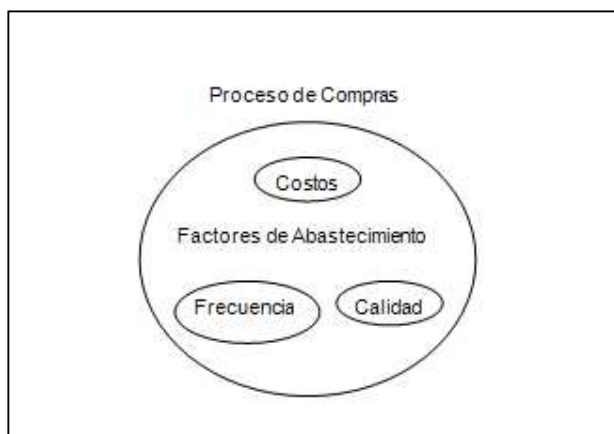 Proceso de Compras
Costos
Factores de Abastecimiento
Frecuencia
Calidad